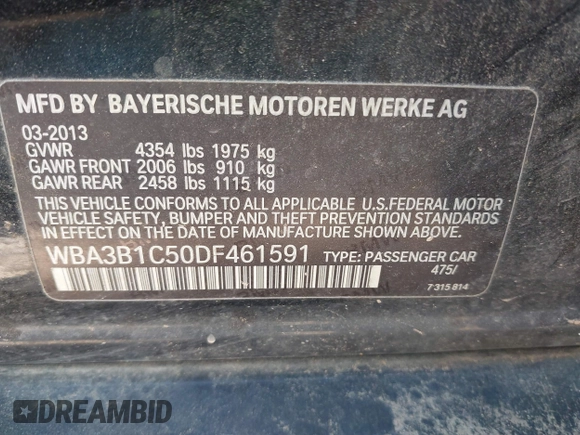 MFD BY BAYERISCHE MOTOREN WERKE AG
03-2013
GVWR 4354 lbs 1975 kg
GAWR FRONT 2006 lbs 910 kg
GAWR REAR 2458 lbs 1115 kg
THIS VEHICLE CONFORMS TO ALL APPLICABLE U.S.FEDERAL MOTOR
VEHICLE SAFETY, BUMPER AND THEFT PREVENTION STANDARDS
IN EFFECT ON THE DATE OF MANUFACTURE SHOWN ABOVE.
WBA3B1C50DF461591 TYPE: PASSENGER CAR
475/
7 315 814
DREAMBID